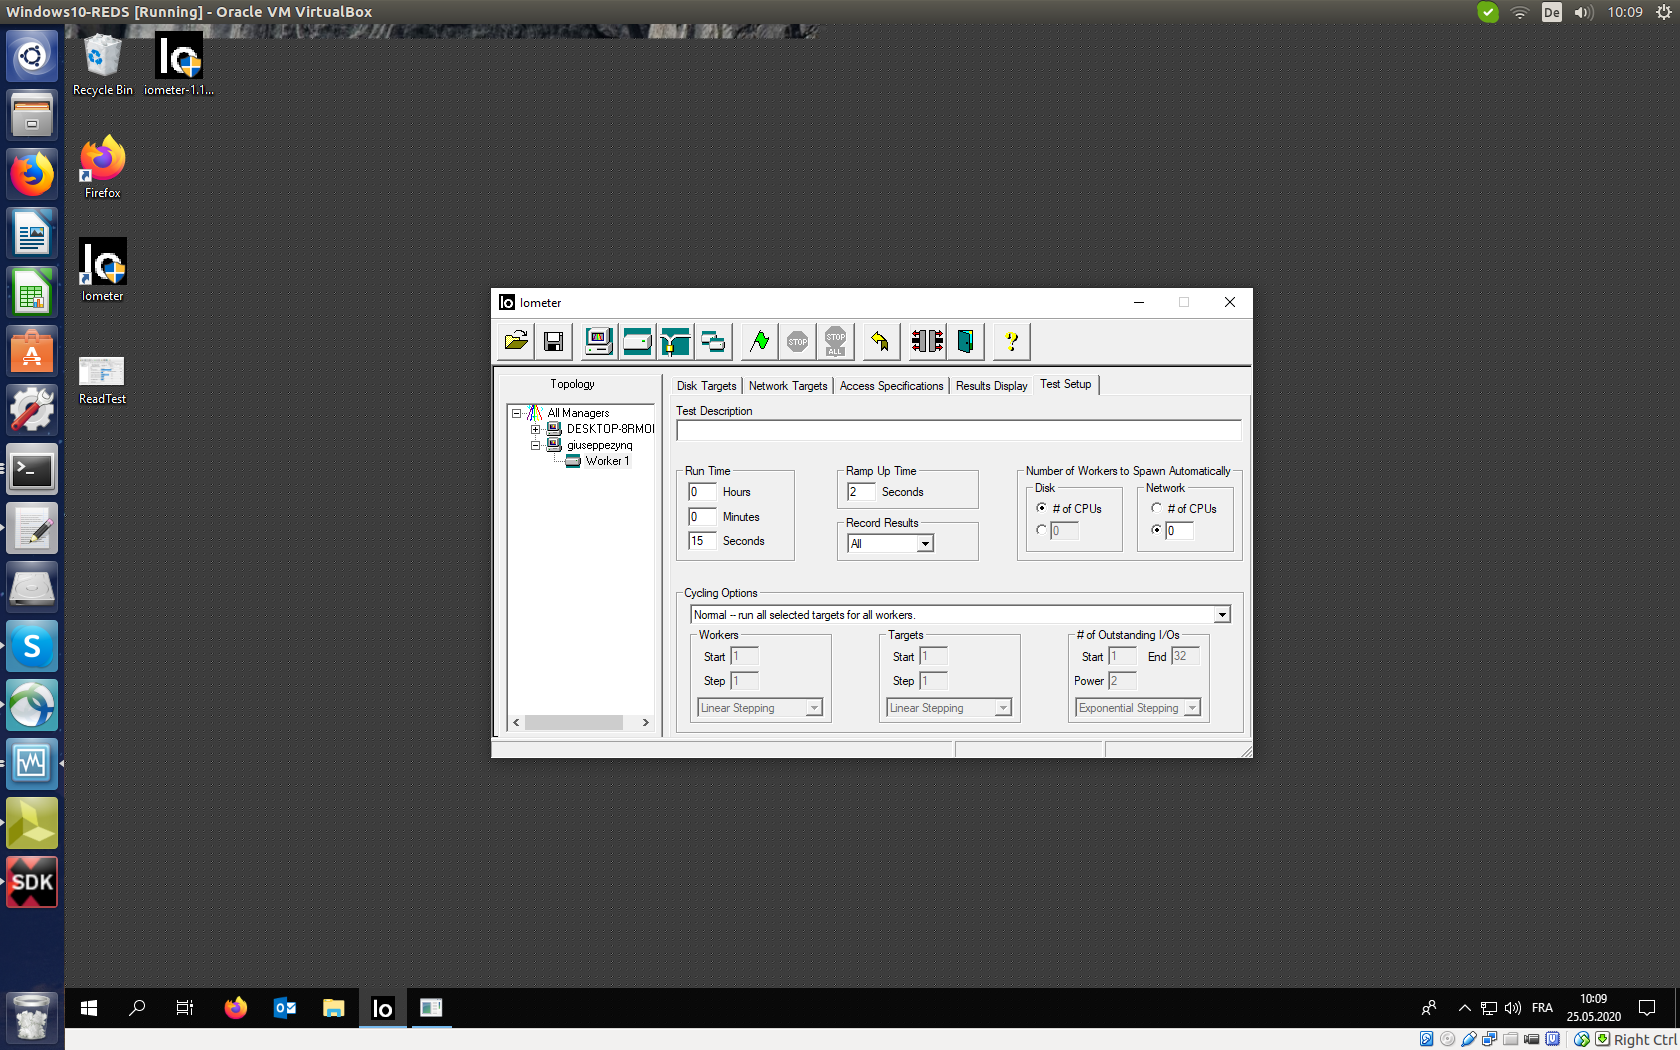 Windows10-REDS [Running] - Oracle VM VirtualBox
De
10:09
Recycle Bin
Io
iometer-1.1...
Firefox
Io
Iometer
ReadTest
A
S
SDK
Io Iometer
STOP
STOP
ALL
?
Topology
All Managers
DESKTOP-8RMO
giuseppezynq
Worker 1
Disk Targets
Network Targets
Access Specifications
Results Display
Test Setup
Test Description
Run Time
0 Hours
0 Minutes
15 Seconds
Ramp Up Time
2 Seconds
Record Results
All
Number of Workers to Spawn Automatically
Disk
# of CPUs
0
Network
# of CPUs
0
Cycling Options
Normal -- run all selected targets for all workers.
Workers
Start 1
Step 1
Linear Stepping
Targets
Start 1
Step 1
Linear Stepping
# of Outstanding I/Os
Start 1 End 32
Power 2
Exponential Stepping
Io
FRA
10:09
25.05.2020
Right Ctrl